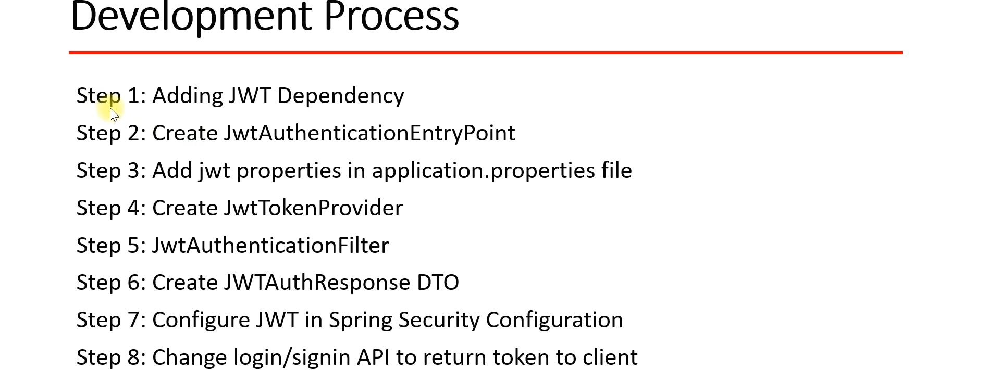 Development Process
Step 1: Adding JWT Dependency
Step 2: Create JwtAuthenticationEntryPoint
Step 3: Add jwt properties in application.properties file
Step 4: Create JwtTokenProvider
Step 5: JwtAuthenticationFilter
Step 6: Create JWTAuthResponse DTO
Step 7: Configure JWT in Spring Security Configuration
Step 8: Change login/signin API to return token to client